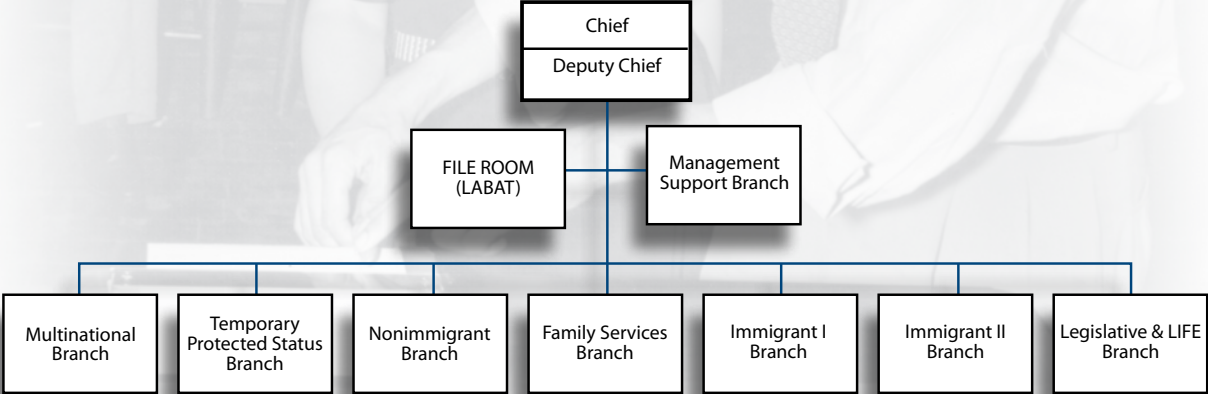 Chief
Deputy Chief
FILE ROOM
(LABAT)
Management
Support Branch
Multinational
Branch
Temporary
Protected Status
Branch
Nonimmigrant
Branch
Family Services
Branch
Immigrant I
Branch
Immigrant II
Branch
Legislative & LIFE
Branch